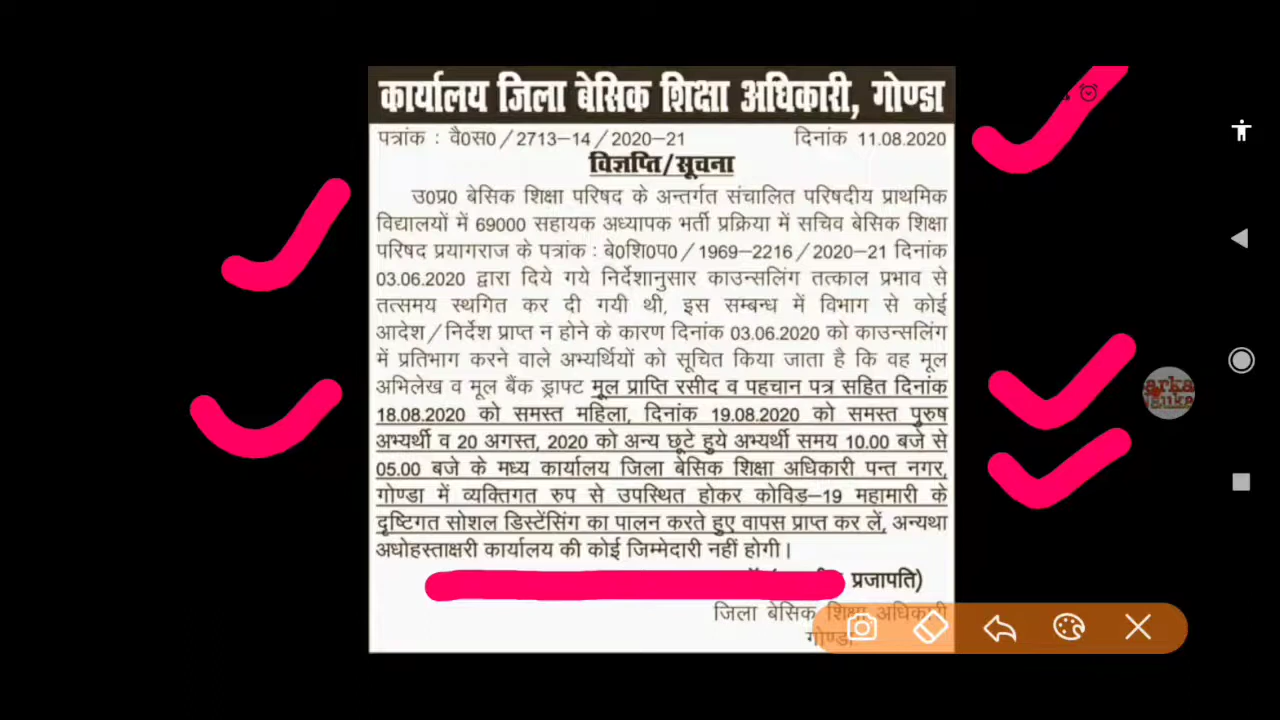 कार्यालय जिला बेसिक शिक्षा अधिकारी, गोण्डा
पत्रांक : वै0स0/2713-14/2020-21 दिनांक 11.08.2020
विज्ञप्ति/सूचना
उ0प्र0 बेसिक शिक्षा परिषद के अन्तर्गत संचालित परिषदीय प्राथमिक
विद्यालयों में 69000 सहायक अध्यापक भर्ती प्रक्रिया में सचिव बेसिक शिक्षा
परिषद प्रयागराज के पत्रांक : बे0शि0प0/1969-2216/2020-21 दिनांक
03.06.2020 द्वारा दिये गये निर्देशानुसार काउन्सलिंग तत्काल प्रभाव से
तत्समय स्थगित कर दी गयी थी, इस सम्बन्ध में विभाग से कोई
आदेश/निर्देश प्राप्त न होने के कारण दिनांक 03.06.2020 को काउन्सलिंग
में प्रतिभाग करने वाले अभ्यर्थियों को सूचित किया जाता है कि वह मूल
अभिलेख व मूल बैंक ड्राफ्ट मूल प्राप्ति रसीद व पहचान पत्र सहित दिनांक
18.08.2020 को समस्त महिला, दिनांक 19.08.2020 को समस्त पुरुष
अभ्यर्थी व 20 अगस्त, 2020 को अन्य छूटे हुये अभ्यर्थी समय 10.00 बजे से
05.00 बजे के मध्य कार्यालय जिला बेसिक शिक्षा अधिकारी पन्त नगर,
गोण्डा में व्यक्तिगत रुप से उपस्थित होकर कोविड-19 महामारी के
दृष्टिगत सोशल डिस्टेंसिंग का पालन करते हुए वापस प्राप्त कर लें, अन्यथा
अधोहस्ताक्षरी कार्यालय की कोई जिम्मेदारी नहीं होगी।
प्रजापति)
जिला बेसिक शिक्षा अधिकारी
गोण्डा